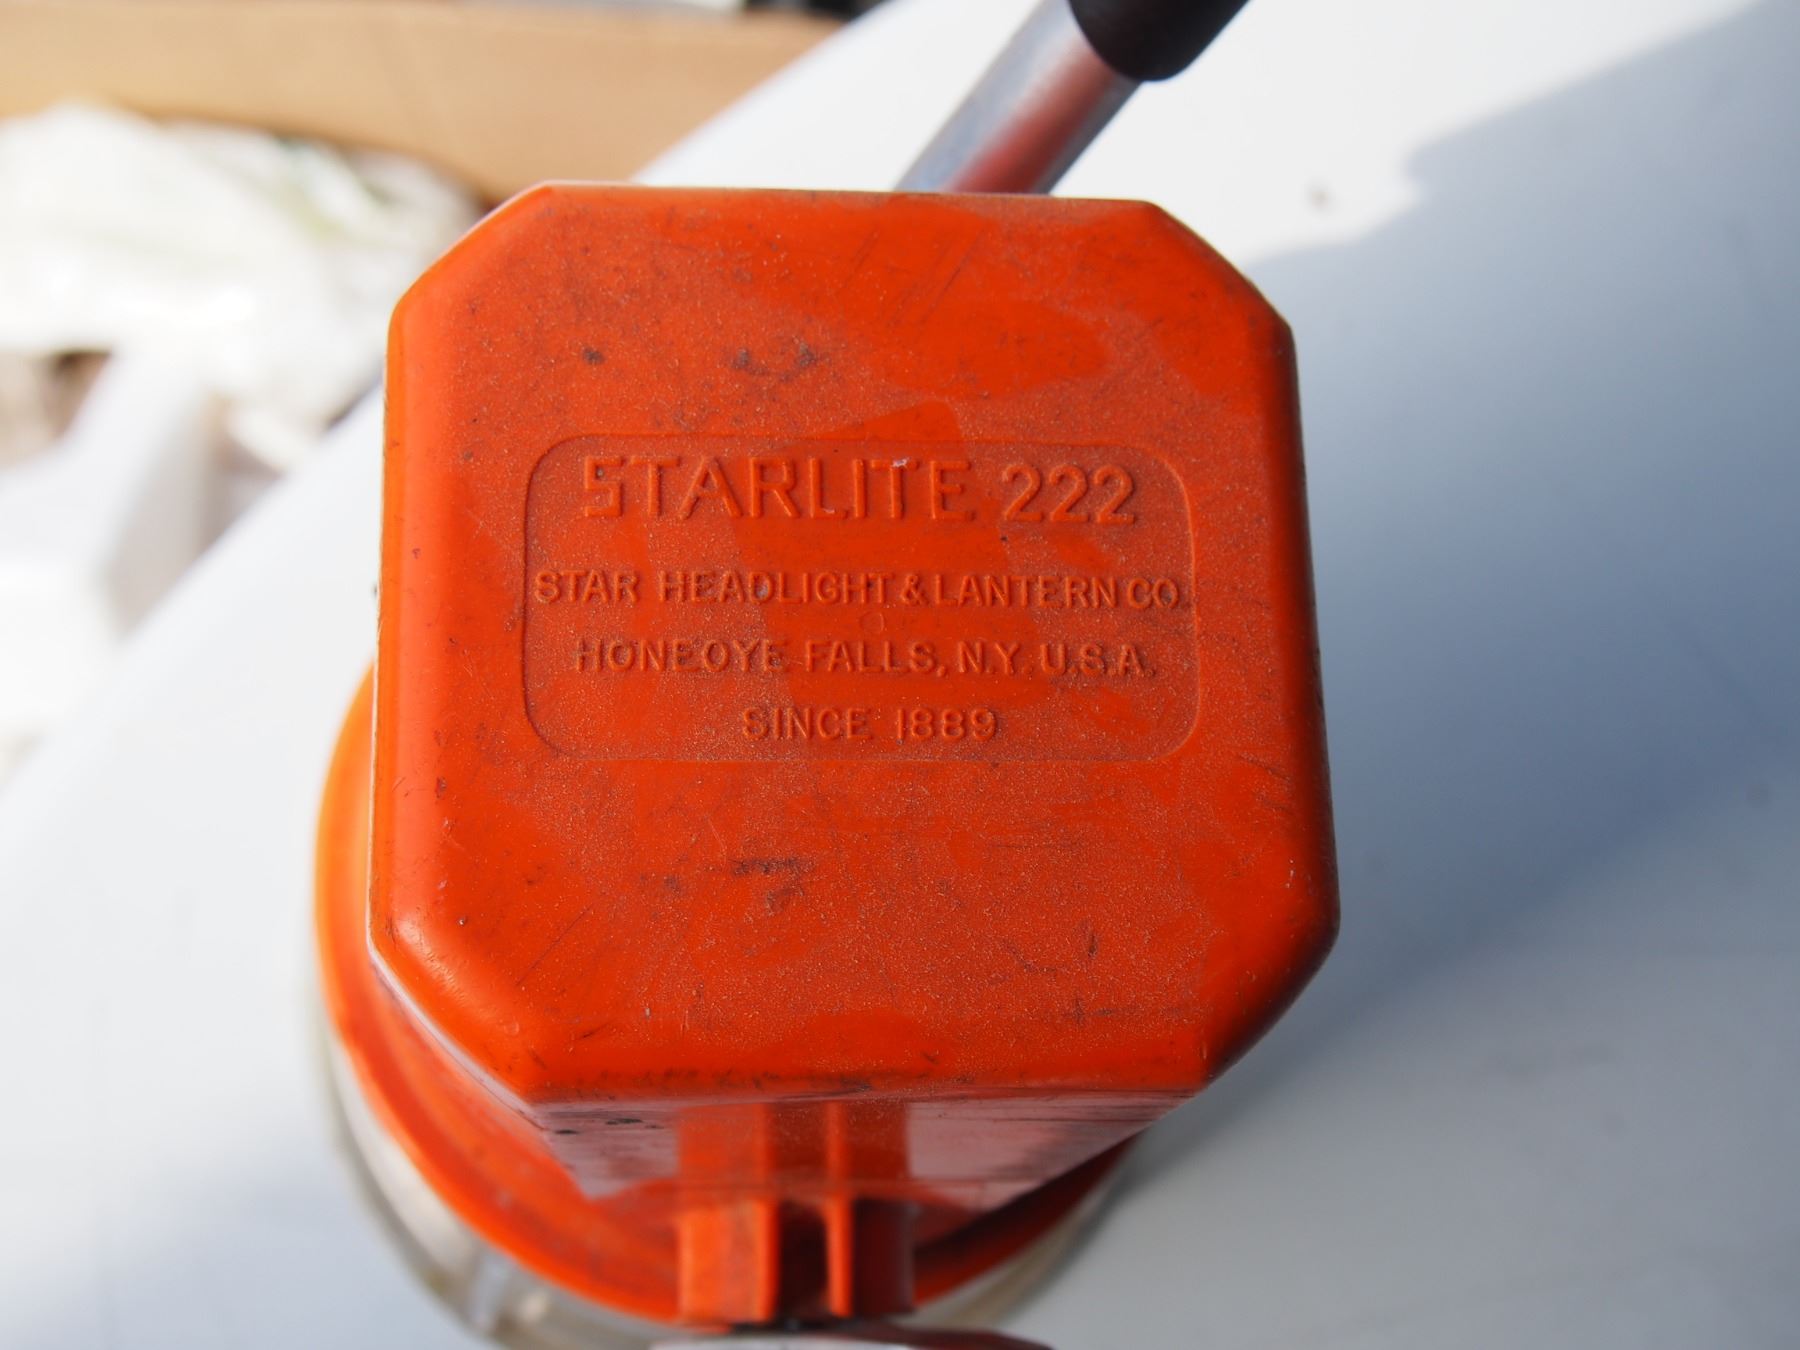 STARLITE 222
STAR HEADLIGHT & LANTERN CO.
HONEOYE FALLS, N.Y. U.S.A.
SINCE 1889